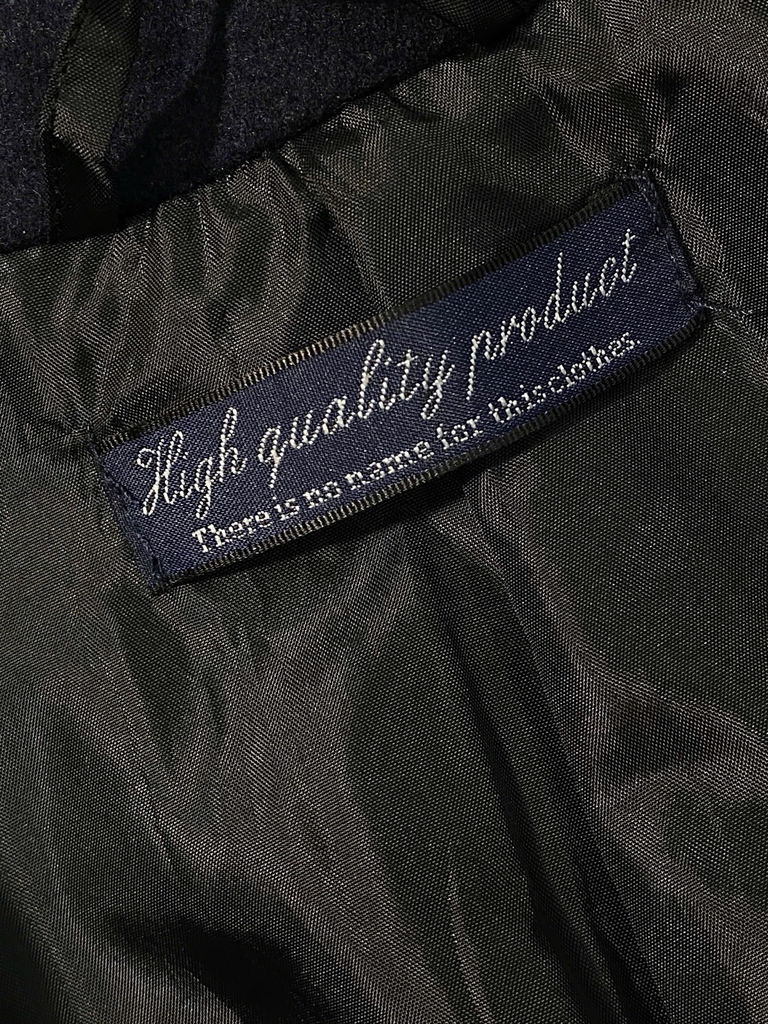 High quality product
There is no name for this clothes.